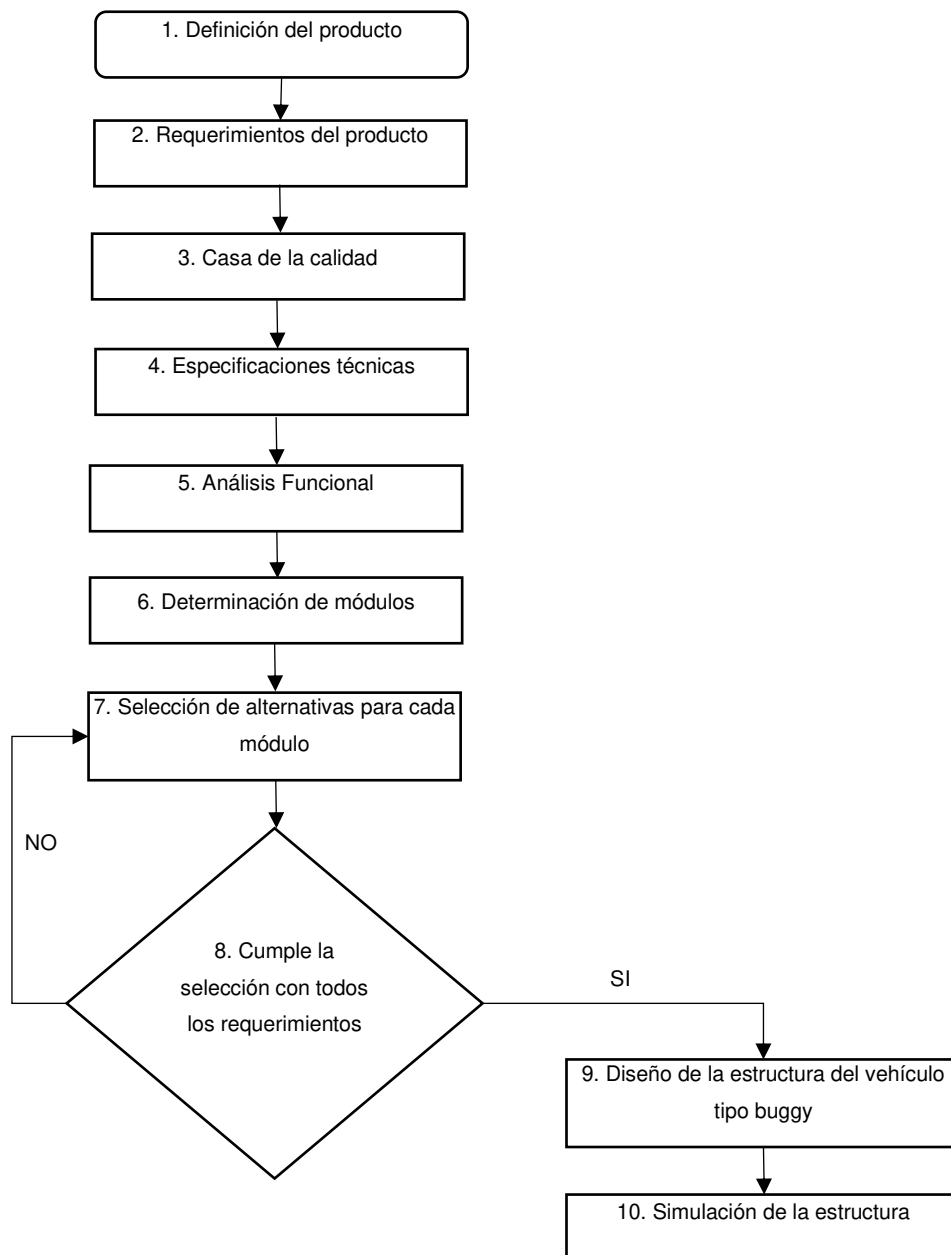 1. Definición del producto
2. Requerimientos del producto
3. Casa de la calidad
4. Especificaciones técnicas
5. Análisis Funcional
6. Determinación de módulos
7. Selección de alternativas para cada
módulo
NO
8. Cumple la
selección con todos
los requerimientos
SI
9. Diseño de la estructura del vehículo
tipo buggy
10. Simulación de la estructura